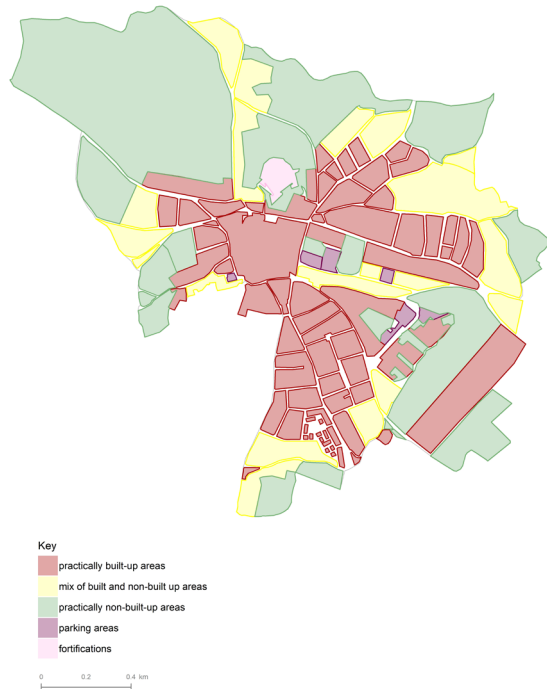 Key
practically built-up areas
mix of built and non-built up areas
practically non-built-up areas
parking areas
fortifications
0 0.2 0.4 km